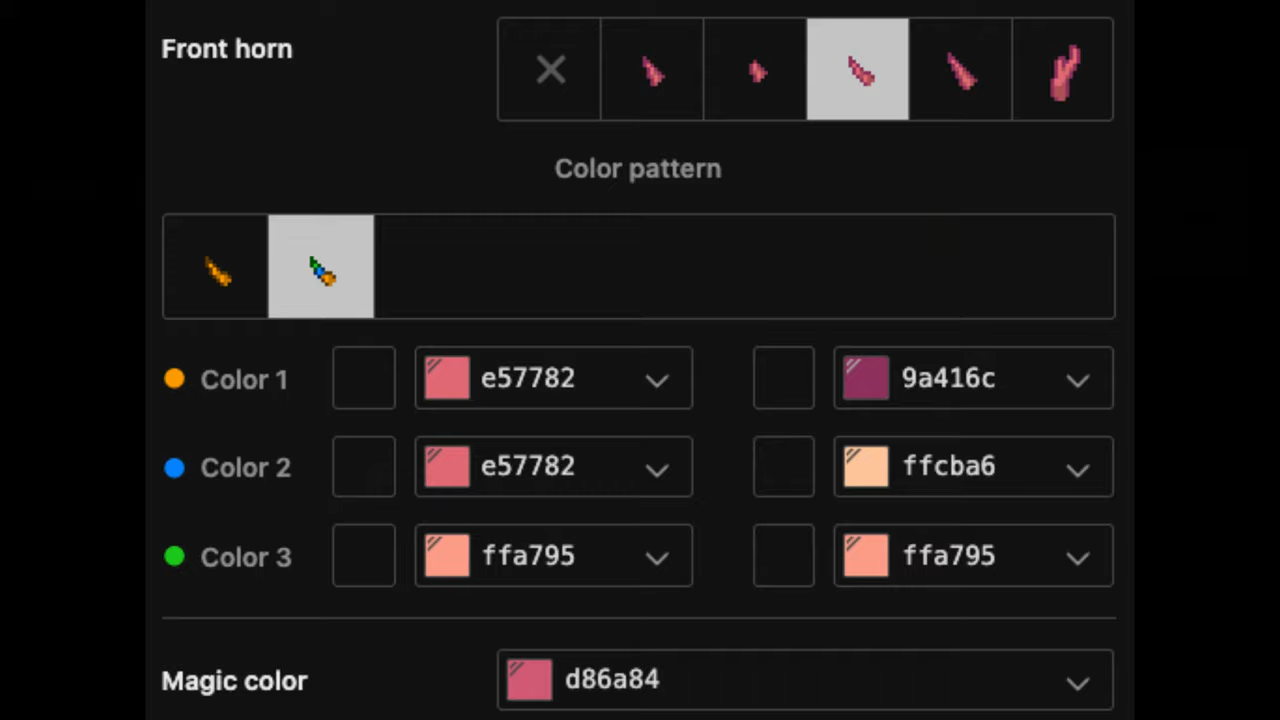 Front horn
Color pattern
Color 1 e57782 9a416c
Color 2 e57782 ffcba6
Color 3 ffa795 ffa795
Magic color d86a84